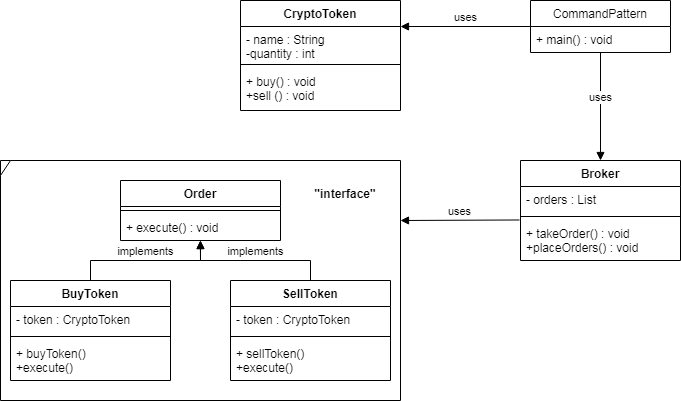 CryptoToken
- name : String
-quantity : int
+ buy() : void
+sell () : void
uses
CommandPattern
+ main() : void
uses
Order
"interface"
+ execute() : void
implements
implements
uses
Broker
- orders : List
+ takeOrder() : void
+placeOrders() : void
BuyToken
- token : CryptoToken
+ buyToken()
+execute()
SellToken
- token : CryptoToken
+ sellToken()
+execute()